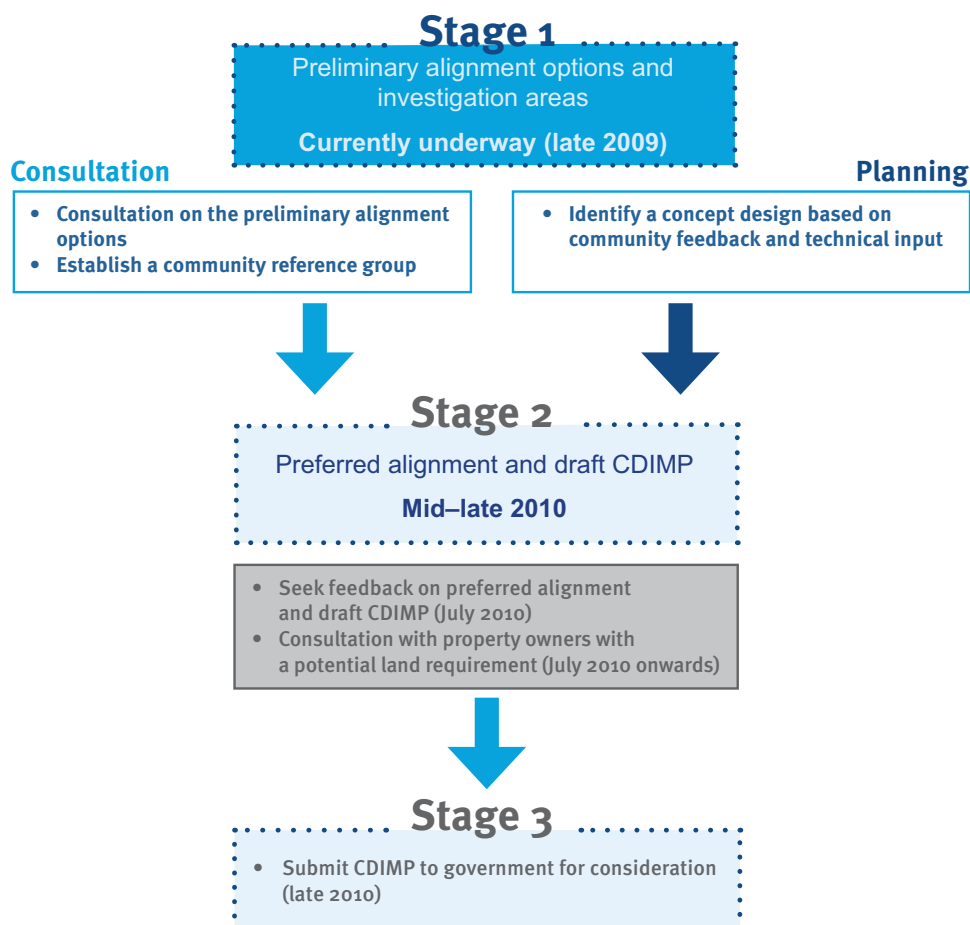 Stage 1
Preliminary alignment options and
investigation areas
Currently underway (late 2009)
Consultation
• Consultation on the preliminary alignment
options
• Establish a community reference group
Planning
• Identify a concept design based on
community feedback and technical input
Stage 2
Preferred alignment and draft CDIMP
Mid–late 2010
• Seek feedback on preferred alignment
and draft CDIMP (July 2010)
• Consultation with property owners with
a potential land requirement (July 2010 onwards)
Stage 3
• Submit CDIMP to government for consideration
(late 2010)